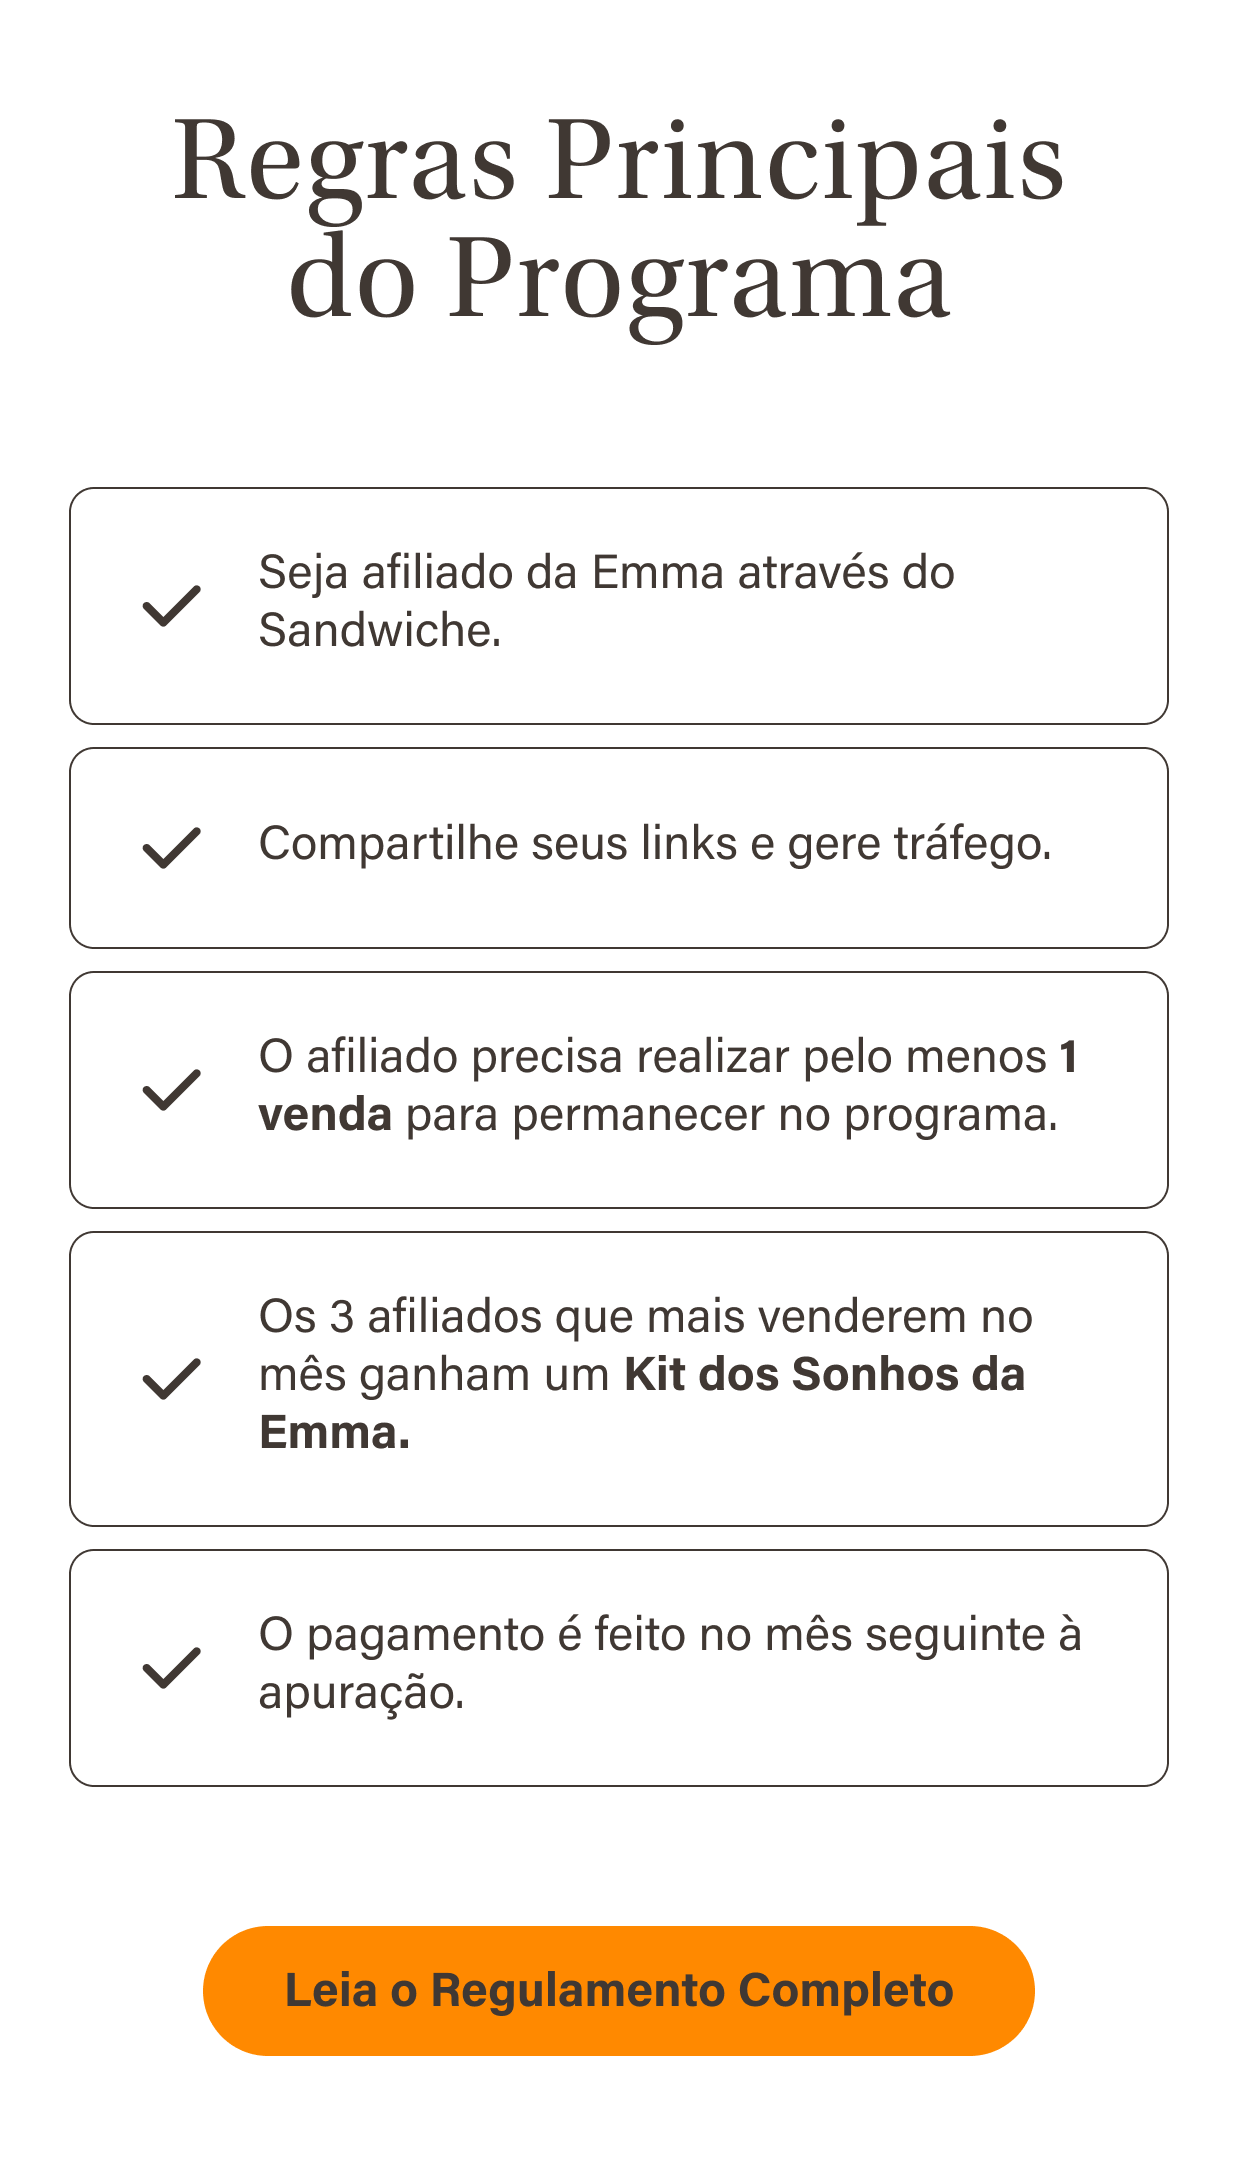 Regras Principais
do Programa
Seja afiliado da Emma através do
Sandwiche.
Compartilhe seus links e gere tráfego.
O afiliado precisa realizar pelo menos 1
venda para permanecer no programa.
Os 3 afiliados que mais venderem no
mês ganham um Kit dos Sonhos da
Emma.
O pagamento é feito no mês seguinte à
apuração.
Leia o Regulamento Completo